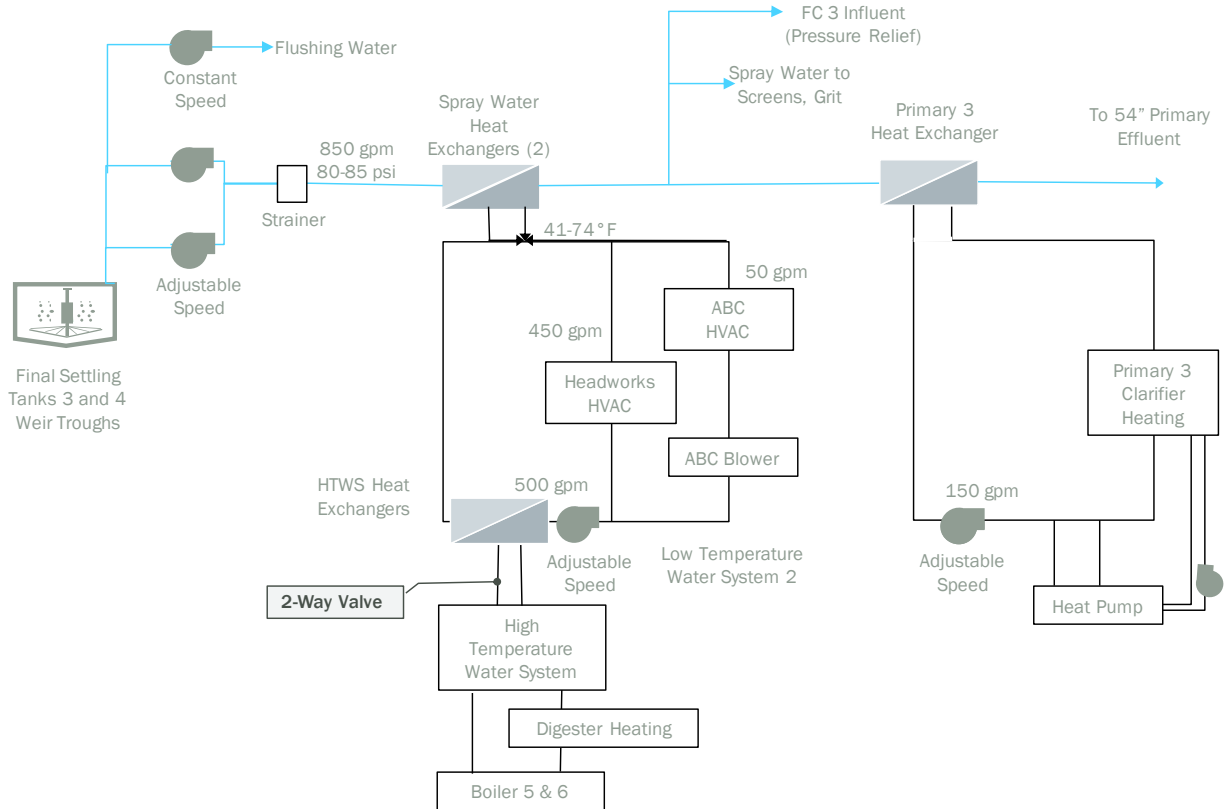 FC 3 Influent
(Pressure Relief)
Flushing Water
Constant
Speed
Spray Water to
Screens, Grit
Spray Water
Heat
Exchangers (2)
Primary 3
Heat Exchanger
To 54” Primary
Effluent
850 gpm
80-85 psi
Strainer
41-74°F
Adjustable
Speed
50 gpm
ABC
HVAC
450 gpm
Headworks
HVAC
Primary 3
Clarifier
Heating
Final Settling
Tanks 3 and 4
Weir Troughs
ABC Blower
HTWS Heat
Exchangers
500 gpm
150 gpm
Adjustable
Speed
Low Temperature
Water System 2
Adjustable
Speed
2-Way Valve
Heat Pump
High
Temperature
Water System
Digester Heating
Boiler 5 & 6